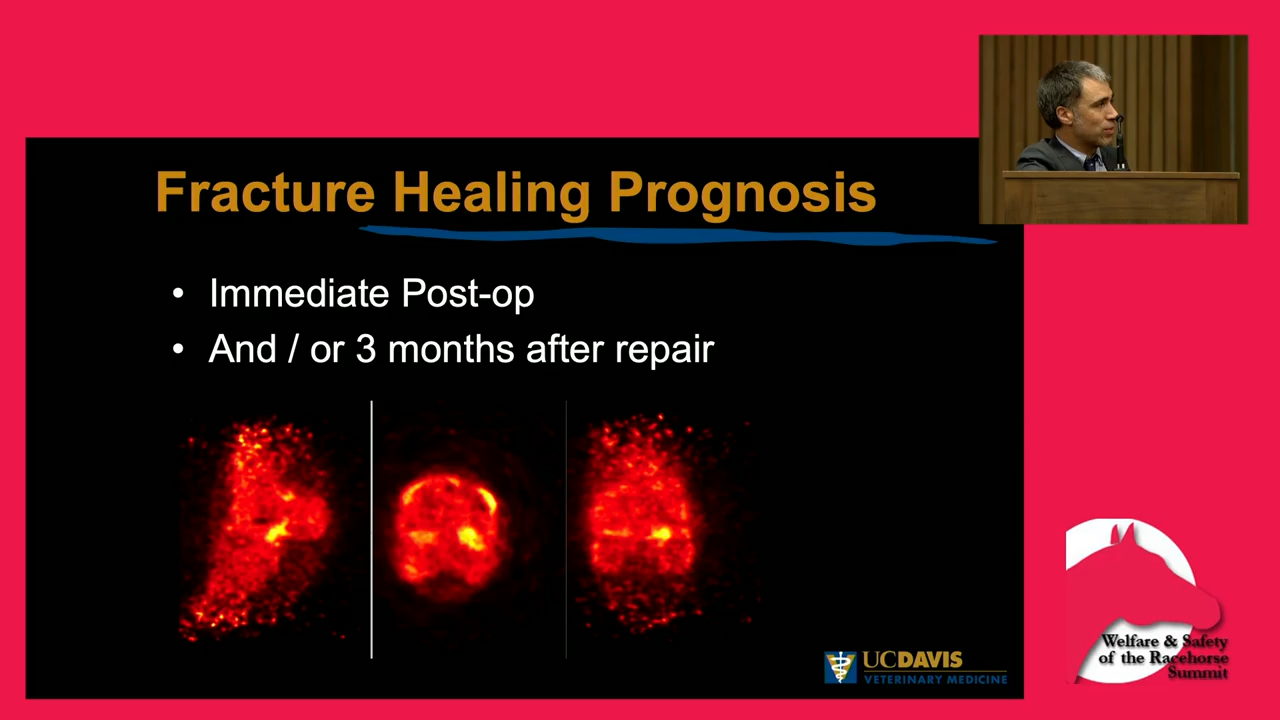 Fracture Healing Prognosis
• Immediate Post-op
• And / or 3 months after repair
UCDAVIS
VETERINARY MEDICINE
Welfare & Safety
of the Racehorse
Summit